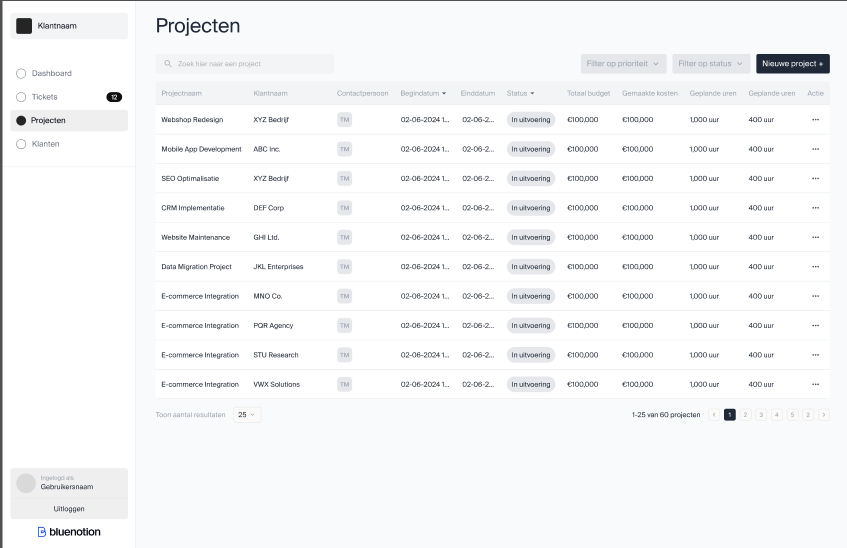 Klantnaam
Dashboard
Tickets 12
Projecten
Klanten
Ingelogd als
Gebruikersnaam
Uitloggen
bluenotion
Projecten
Zoek hier naar een project
Filter op prioriteit
Filter op status
Nieuwe project +
Projectnaam Klantnaam Contactpersoon Begindatum Einddatum Status Totaal budget Gemaakte kosten Geplande uren Geplande uren Actie
Webshop Redesign XYZ Bedrijf TM 02-06-2024 1... 02-06-2... In uitvoering €100,000 €100,000 1,000 uur 400 uur ...
Mobile App Development ABC Inc. TM 02-06-2024 1... 02-06-2... In uitvoering €100,000 €100,000 1,000 uur 400 uur ...
SEO Optimalisatie XYZ Bedrijf TM 02-06-2024 1... 02-06-2... In uitvoering €100,000 €100,000 1,000 uur 400 uur ...
CRM Implementatie DEF Corp TM 02-06-2024 1... 02-06-2... In uitvoering €100,000 €100,000 1,000 uur 400 uur ...
Website Maintenance GHI Ltd. TM 02-06-2024 1... 02-06-2... In uitvoering €100,000 €100,000 1,000 uur 400 uur ...
Data Migration Project JKL Enterprises TM 02-06-2024 1... 02-06-2... In uitvoering €100,000 €100,000 1,000 uur 400 uur ...
E-commerce Integration MNO Co. TM 02-06-2024 1... 02-06-2... In uitvoering €100,000 €100,000 1,000 uur 400 uur ...
E-commerce Integration PQR Agency TM 02-06-2024 1... 02-06-2... In uitvoering €100,000 €100,000 1,000 uur 400 uur ...
E-commerce Integration STU Research TM 02-06-2024 1... 02-06-2... In uitvoering €100,000 €100,000 1,000 uur 400 uur ...
E-commerce Integration VWX Solutions TM 02-06-2024 1... 02-06-2... In uitvoering €100,000 €100,000 1,000 uur 400 uur ...
Toon aantal resultaten 25
1-25 van 60 projecten < 1 2 3 4 5 2 >